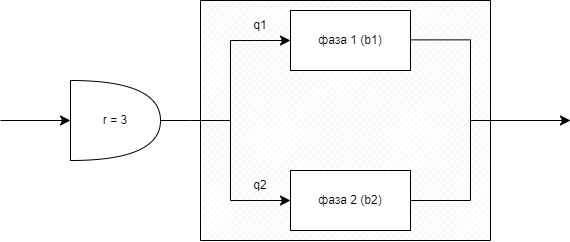 q1
фаза 1 (b1)
r = 3
q2
фаза 2 (b2)